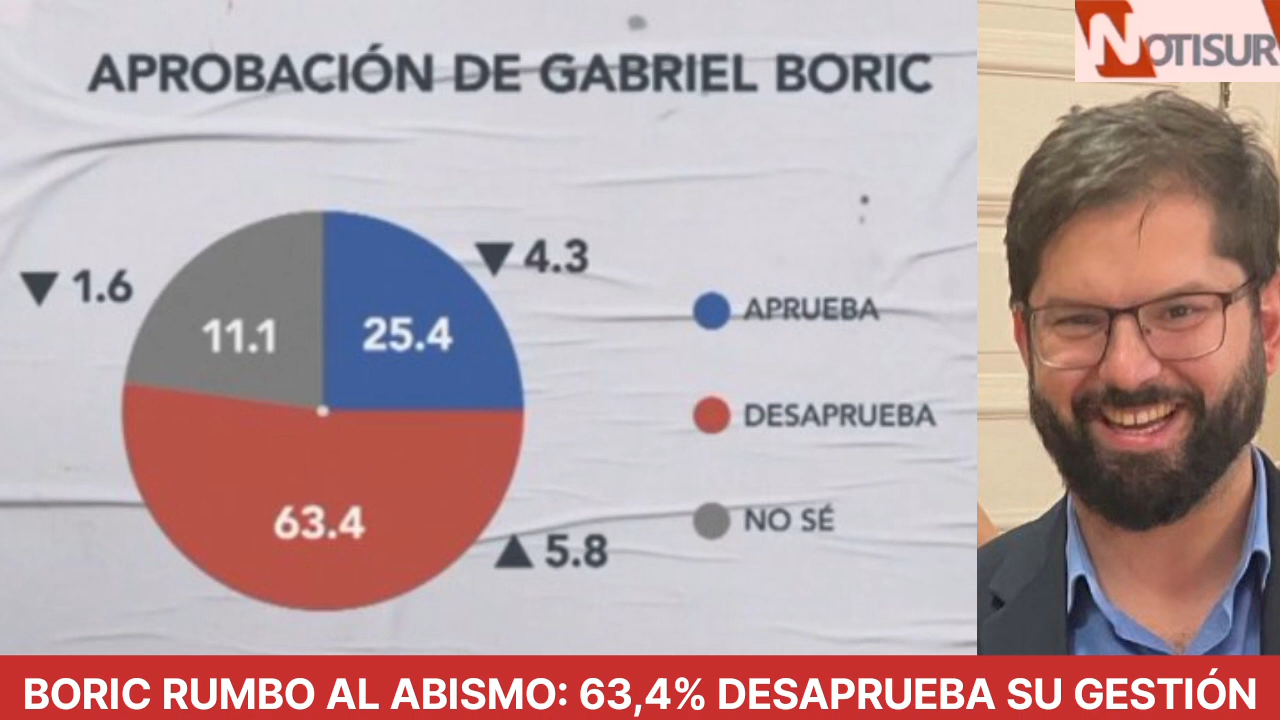 APROBACIÓN DE GABRIEL BORIC
NOTISUR
▼ 1.6
11.1
25.4
▼ 4.3
63.4
▲ 5.8
APRUEBA
DESAPRUEBA
NO SÉ
BORIC RUMBO AL ABISMO: 63,4% DESAPRUEBA SU GESTIÓN